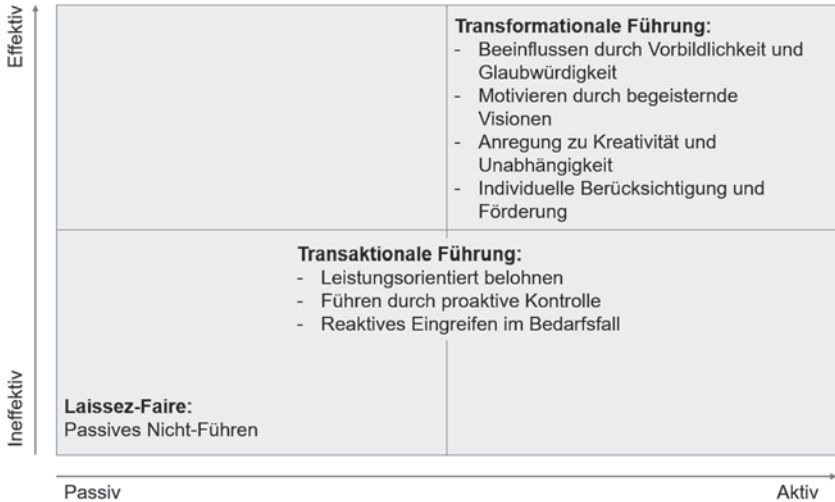 Effektiv
Transformationale Führung:
- Beeinflussen durch Vorbildlichkeit und
Glaubwürdigkeit
- Motivieren durch begeisternde
Visionen
- Anregung zu Kreativität und
Unabhängigkeit
- Individuelle Berücksichtigung und
Förderung
Transaktionale Führung:
- Leistungsorientiert belohnen
- Führen durch proaktive Kontrolle
- Reaktives Eingreifen im Bedarfsfall
Ineffektiv
Laissez-Faire:
Passives Nicht-Führen
Passiv
Aktiv